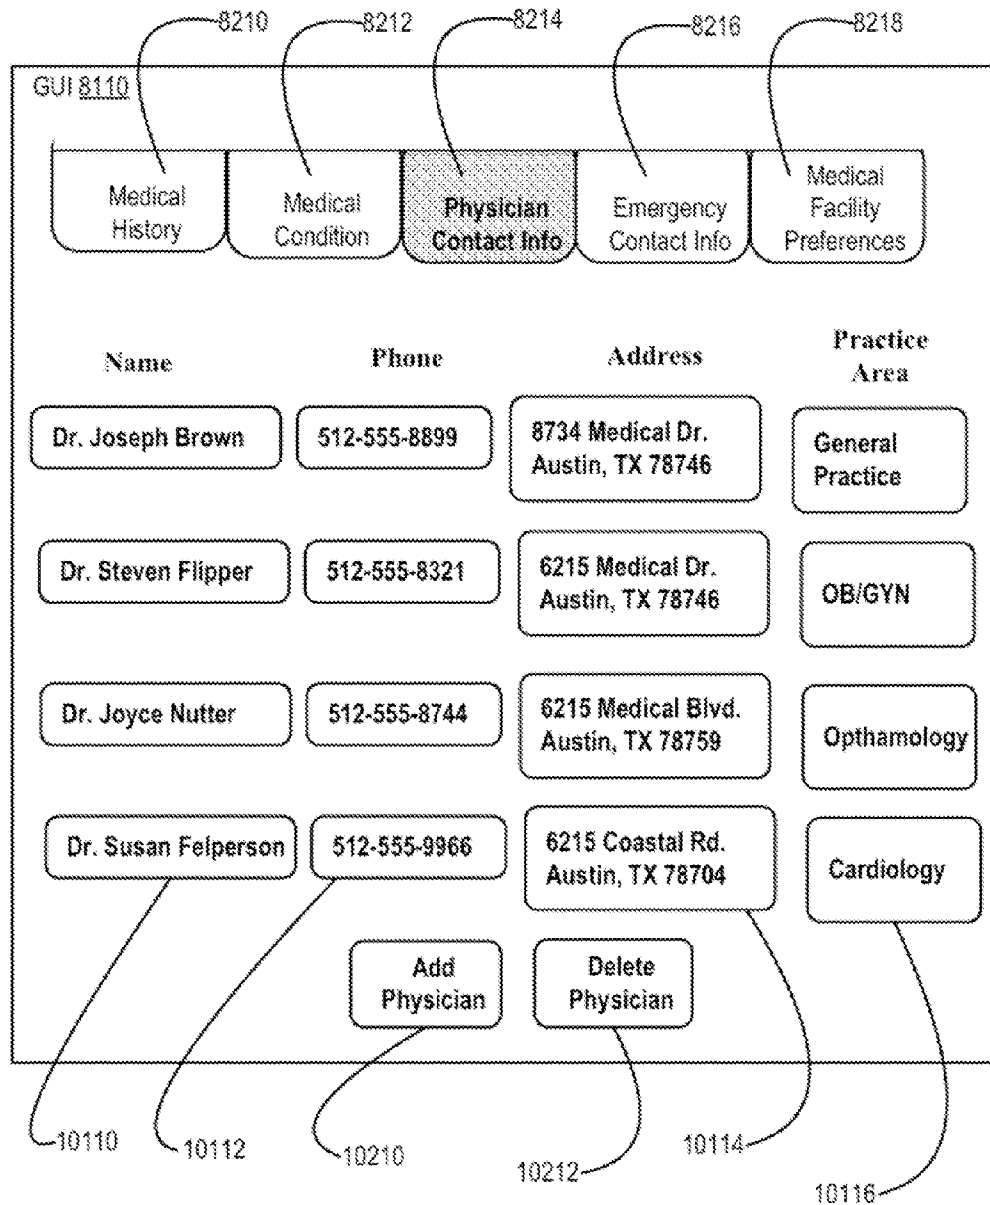 8210
8212
8214
8216
8218
GUI 8110
Medical
History
Medical
Condition
Physician
Contact Info
Emergency
Contact Info
Medical
Facility
Preferences
Name
Phone
Address
Practice
Area
Dr. Joseph Brown
512-555-8899
8734 Medical Dr.
Austin, TX 78746
General
Practice
Dr. Steven Flipper
512-555-8321
6215 Medical Dr.
Austin, TX 78746
OB/GYN
Dr. Joyce Nutter
512-555-8744
6215 Medical Blvd.
Austin, TX 78759
Opthamology
Dr. Susan Felperson
512-555-9966
6215 Coastal Rd.
Austin, TX 78704
Cardiology
Add
Physician
Delete
Physician
10110
10112
10210
10212
10114
10116